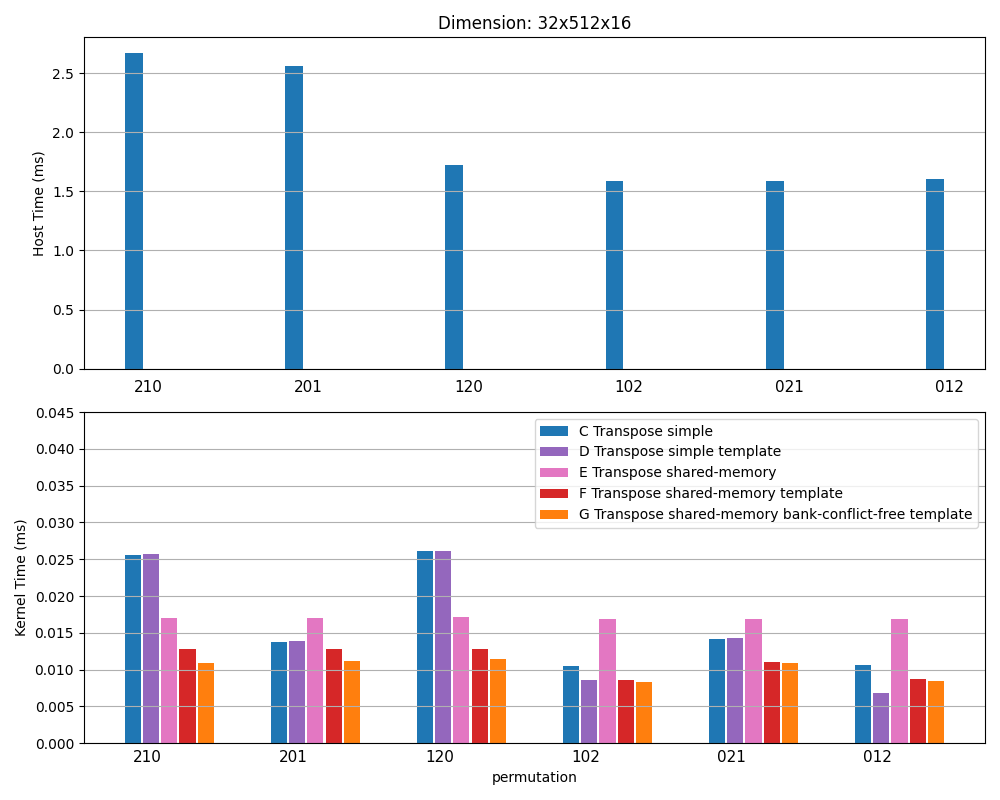 Dimension: 32x512x16
Host Time (ms)
2.5
2.0
1.5
1.0
0.5
0.0
210 201 120 102 021 012
Kernel Time (ms)
0.045
0.040
0.035
0.030
0.025
0.020
0.015
0.010
0.005
0.000
C Transpose simple
D Transpose simple template
E Transpose shared-memory
F Transpose shared-memory template
G Transpose shared-memory bank-conflict-free template
210 201 120 102 021 012
permutation